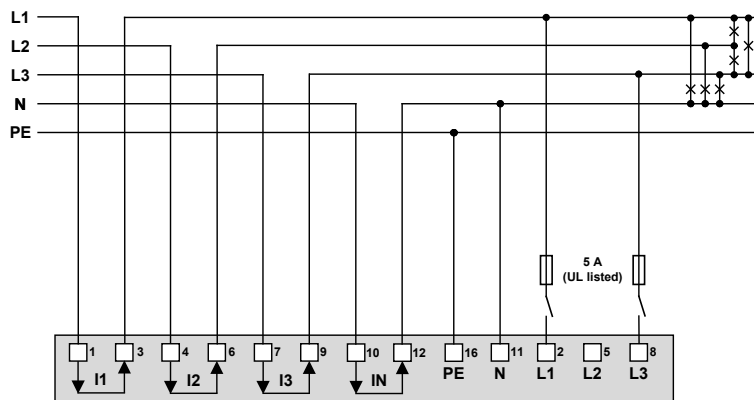 L1
L2
L3
N
PE
5 A
(UL listed)
1 3 4 6 7 9 10 12 16 11 2 5 8
I1 I2 I3 IN PE N L1 L2 L3